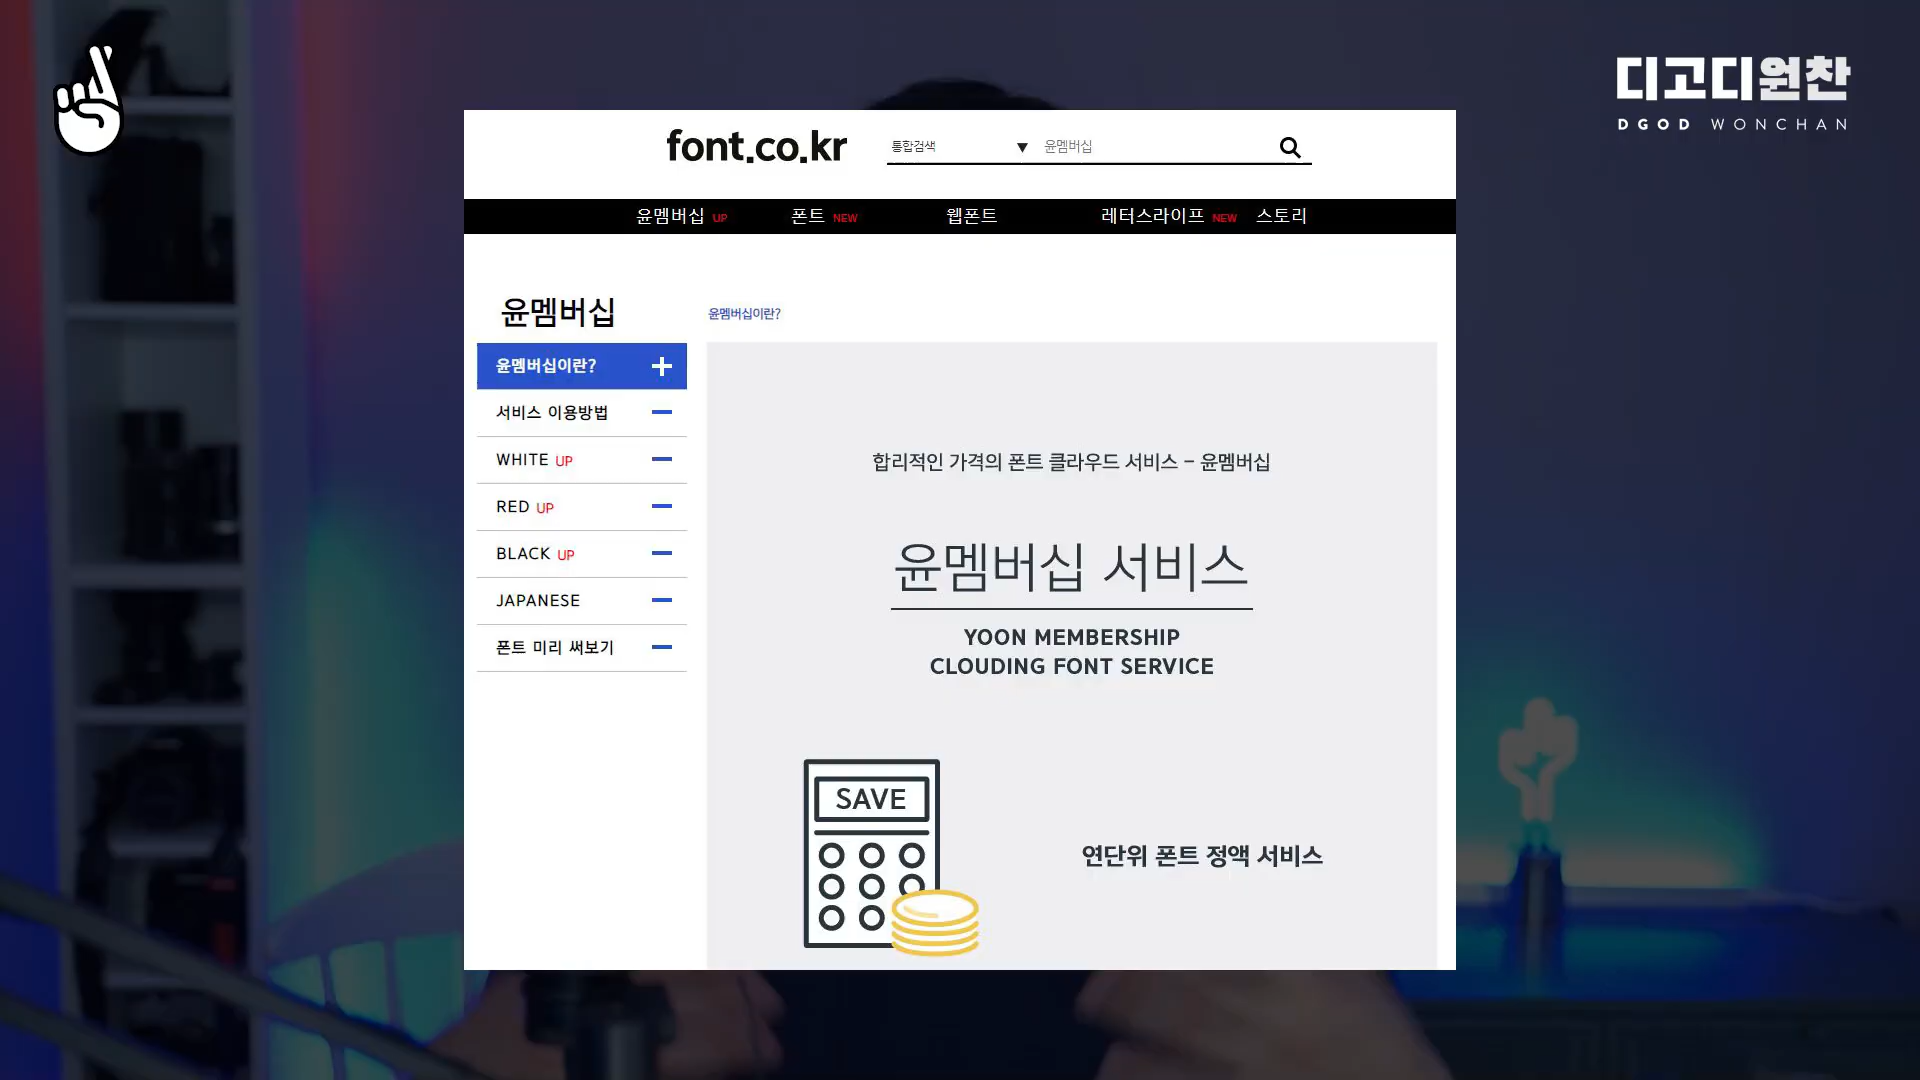 디고디원찬
DGOD WONCHAN
font.co.kr
통합검색 ▼ 윤멤버십
윤멤버십 UP 폰트 NEW 웹폰트 레터스라이프 NEW 스토리
윤멤버십
윤멤버십이란?
윤멤버십이란?
서비스 이용방법
WHITE UP
RED UP
BLACK UP
JAPANESE
폰트 미리 써보기
합리적인 가격의 폰트 클라우드 서비스 - 윤멤버십
윤멤버십 서비스
YOON MEMBERSHIP
CLOUDING FONT SERVICE
SAVE
연단위 폰트 정액 서비스